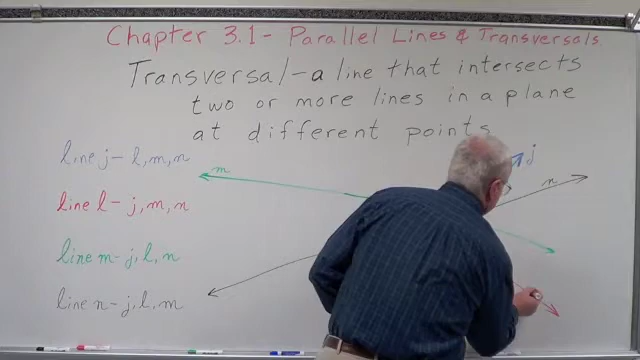 Chapter 3.1 - Parallel Lines & Transversals
Transversal - a line that intersects
two or more lines in a plane
at different points
line j - l, m, n
line l - j, m, n
line m - j, l, n
line n - j, l, m
m
j
n